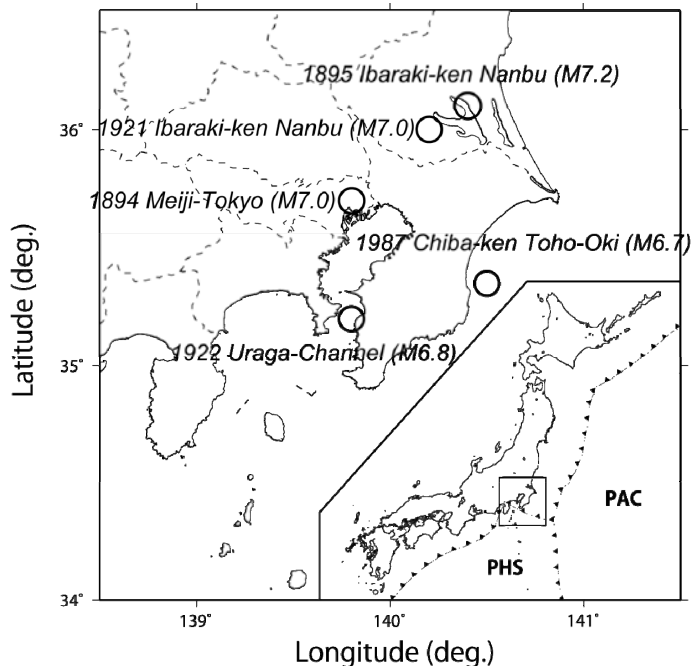 1895 Ibaraki-ken Nanbu (M7.2)
36°
1921 Ibaraki-ken Nanbu (M7.0)
1894 Meiji-Tokyo (M7.0)
1987 Chiba-ken Toho-Oki (M6.7)
Latitude (deg.)
35°
1922 Uraga-Channel (M6.8)
PAC
PHS
34°
139°
140°
141°
Longitude (deg.)